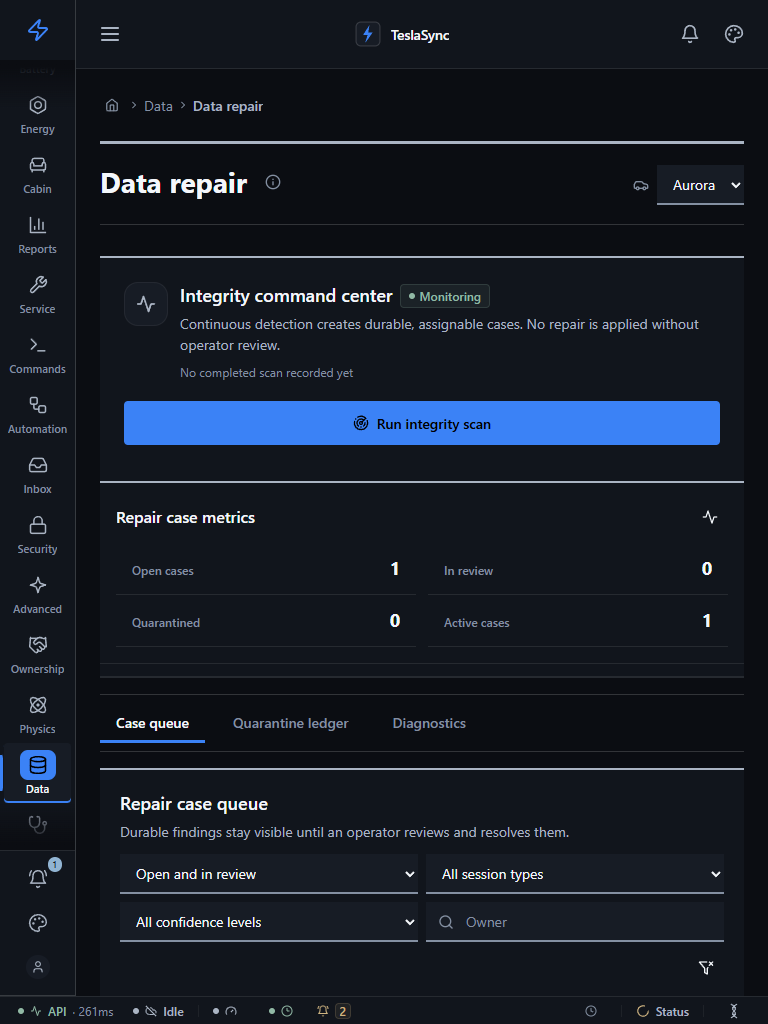 TeslaSync
Battery
Energy
Cabin
Reports
Service
Commands
Automation
Inbox
Security
Advanced
Ownership
Physics
Data
1
Data
Data repair
Data repair
Aurora
Integrity command center
Monitoring
Continuous detection creates durable, assignable cases. No repair is applied without
operator review.
No completed scan recorded yet
Run integrity scan
Repair case metrics
Open cases 1
In review 0
Quarantined 0
Active cases 1
Case queue
Quarantine ledger
Diagnostics
Repair case queue
Durable findings stay visible until an operator reviews and resolves them.
Open and in review
All session types
All confidence levels
Owner
API · 261ms
Idle
2
Status